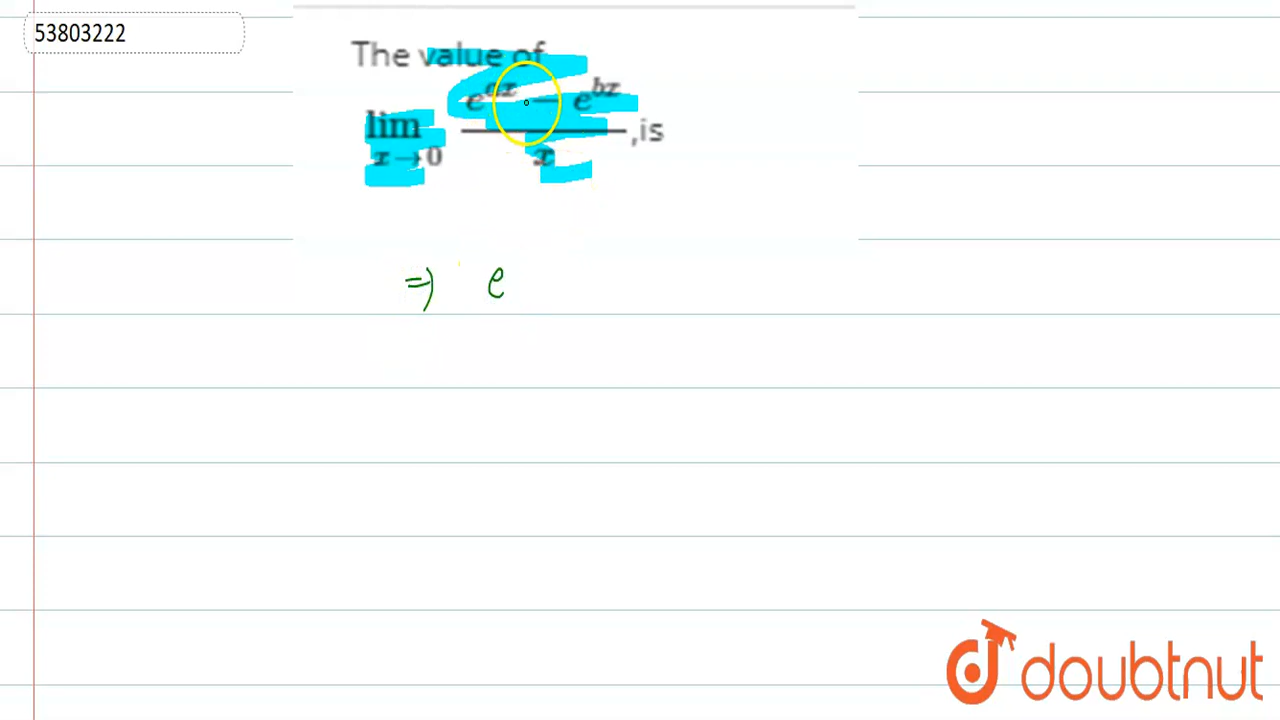 53803222
The value of
lim x→0 (e^{ax} − e^{bx})/x ,is
⇒ e
doubtnut